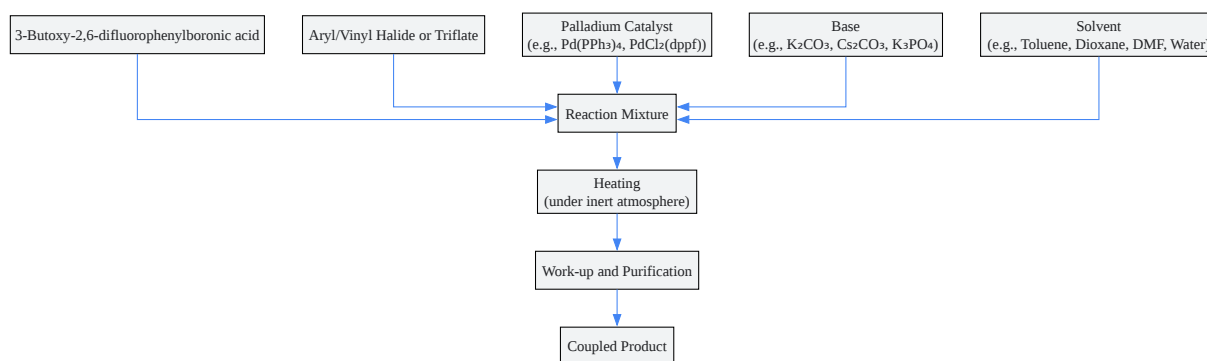 3-Butoxy-2,6-difluorophenylboronic acid
Aryl/Vinyl Halide or Triflate
Palladium Catalyst
(e.g., Pd(PPh₃)₄, PdCl₂(dppf))
Base
(e.g., K₂CO₃, Cs₂CO₃, K₃PO₄)
Solvent
(e.g., Toluene, Dioxane, DMF, Water)
Reaction Mixture
Heating
(under inert atmosphere)
Work-up and Purification
Coupled Product